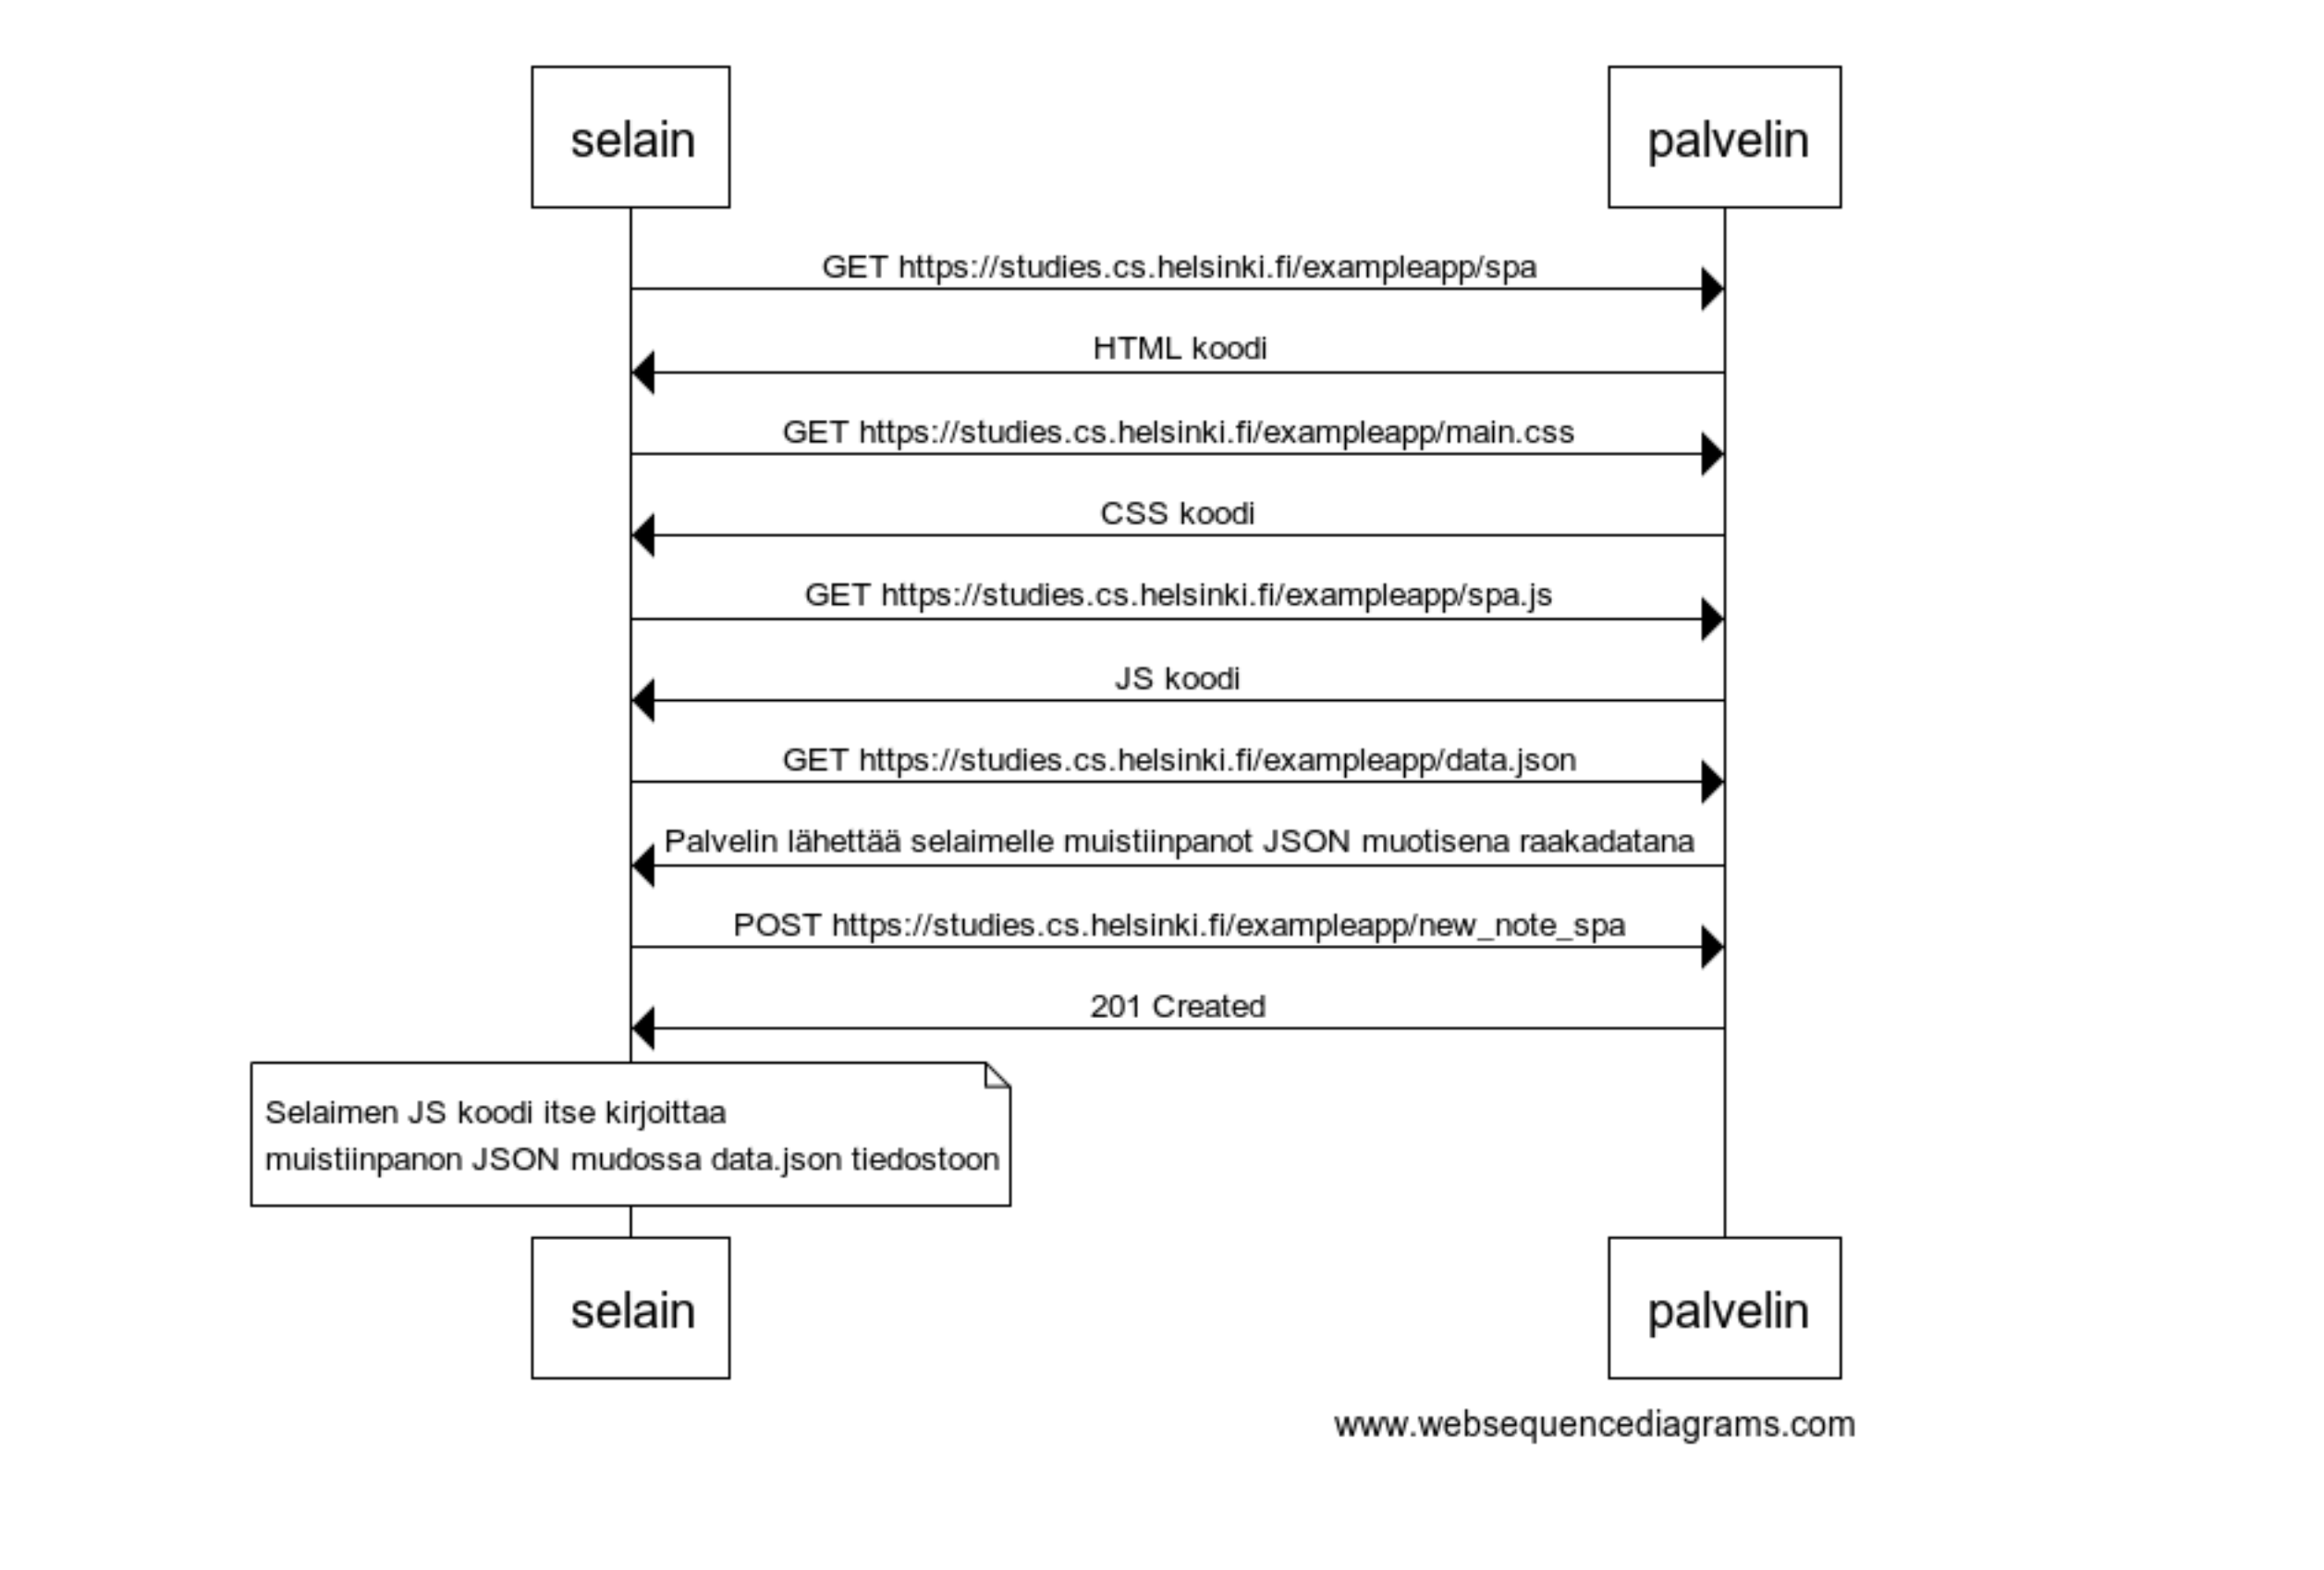 selain
palvelin
GET https://studies.cs.helsinki.fi/exampleapp/spa
HTML koodi
GET https://studies.cs.helsinki.fi/exampleapp/main.css
CSS koodi
GET https://studies.cs.helsinki.fi/exampleapp/spa.js
JS koodi
GET https://studies.cs.helsinki.fi/exampleapp/data.json
Palvelin lähettää selaimelle muistiinpanot JSON muotisena raakadatana
POST https://studies.cs.helsinki.fi/exampleapp/new_note_spa
201 Created
Selaimen JS koodi itse kirjoittaa
muistiinpanon JSON mudossa data.json tiedostoon
selain
palvelin
www.websequencediagrams.com